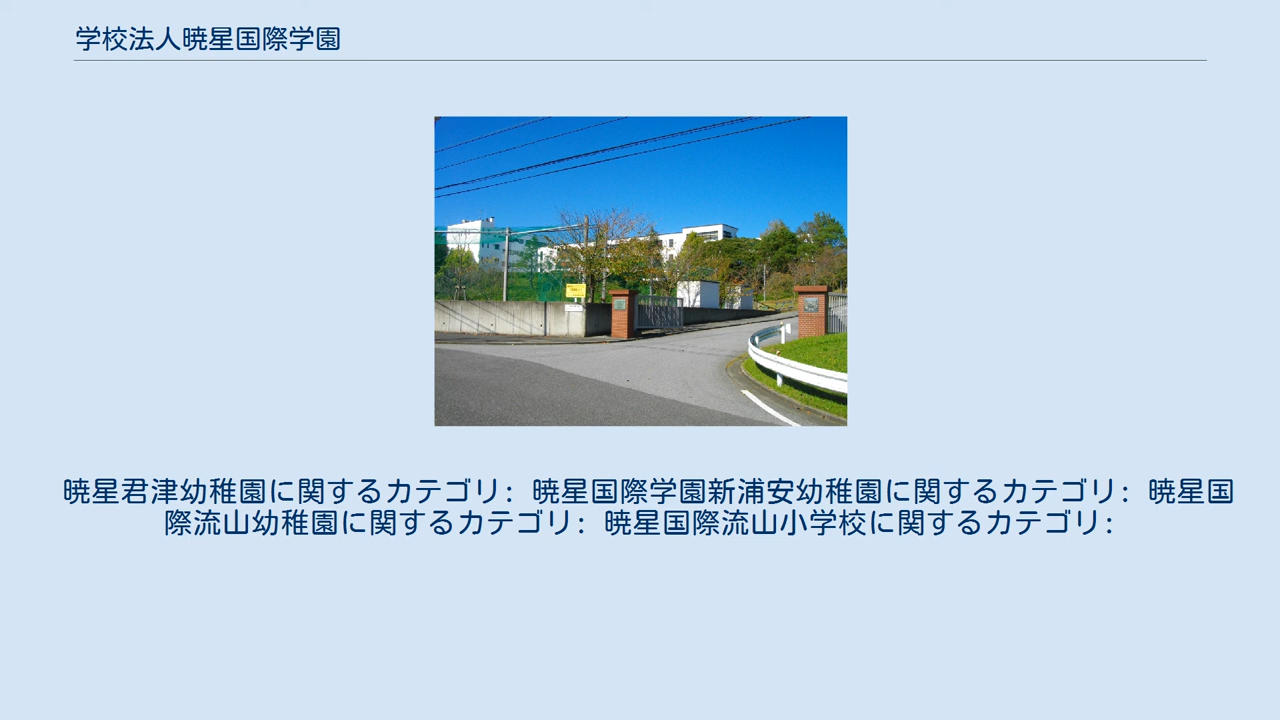 学校法人暁星国際学園
暁星君津幼稚園に関するカテゴリ: 暁星国際学園新浦安幼稚園に関するカテゴリ: 暁星国
際流山幼稚園に関するカテゴリ: 暁星国際流山小学校に関するカテゴリ: